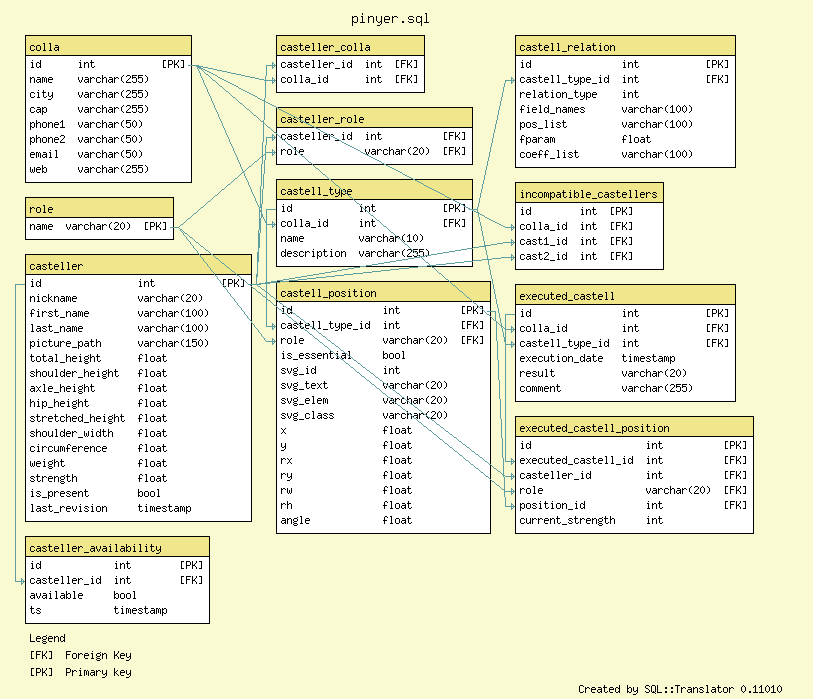 pinyer.sql
colla
id int [PK]
name varchar(255)
city varchar(255)
cap varchar(255)
phone1 varchar(50)
phone2 varchar(50)
email varchar(50)
web varchar(255)
role
name varchar(20) [PK]
casteller
id int [PK]
nickname varchar(20)
first_name varchar(100)
last_name varchar(100)
picture_path varchar(150)
total_height float
shoulder_height float
axle_height float
hip_height float
stretched_height float
shoulder_width float
circumference float
weight float
strength float
is_present bool
last_revision timestamp
casteller_availability
id int [PK]
casteller_id int [FK]
available bool
ts timestamp
casteller_colla
casteller_id int [FK]
colla_id int [FK]
casteller_role
casteller_id int [FK]
role varchar(20) [FK]
castell_type
id int [PK]
colla_id int [FK]
name varchar(10)
description varchar(255)
castell_position
id int [PK]
castell_type_id int [FK]
role varchar(20) [FK]
is_essential bool
svg_id int
svg_text varchar(20)
svg_elem varchar(20)
svg_class varchar(20)
x float
y float
rx float
ry float
rw float
rh float
angle float
castell_relation
id int [PK]
castell_type_id int [FK]
relation_type int
field_names varchar(100)
pos_list varchar(100)
fparam float
coeff_list varchar(100)
incompatible_castellers
id int [PK]
colla_id int [FK]
cast1_id int [FK]
cast2_id int [FK]
executed_castell
id int [PK]
colla_id int [FK]
castell_type_id int [FK]
execution_date timestamp
result varchar(20)
comment varchar(255)
executed_castell_position
id int [PK]
executed_castell_id int [FK]
casteller_id int [FK]
role varchar(20) [FK]
position_id int [FK]
current_strength int
Legend
[FK] Foreign Key
[PK] Primary key
Created by SQL::Translator 0.11010